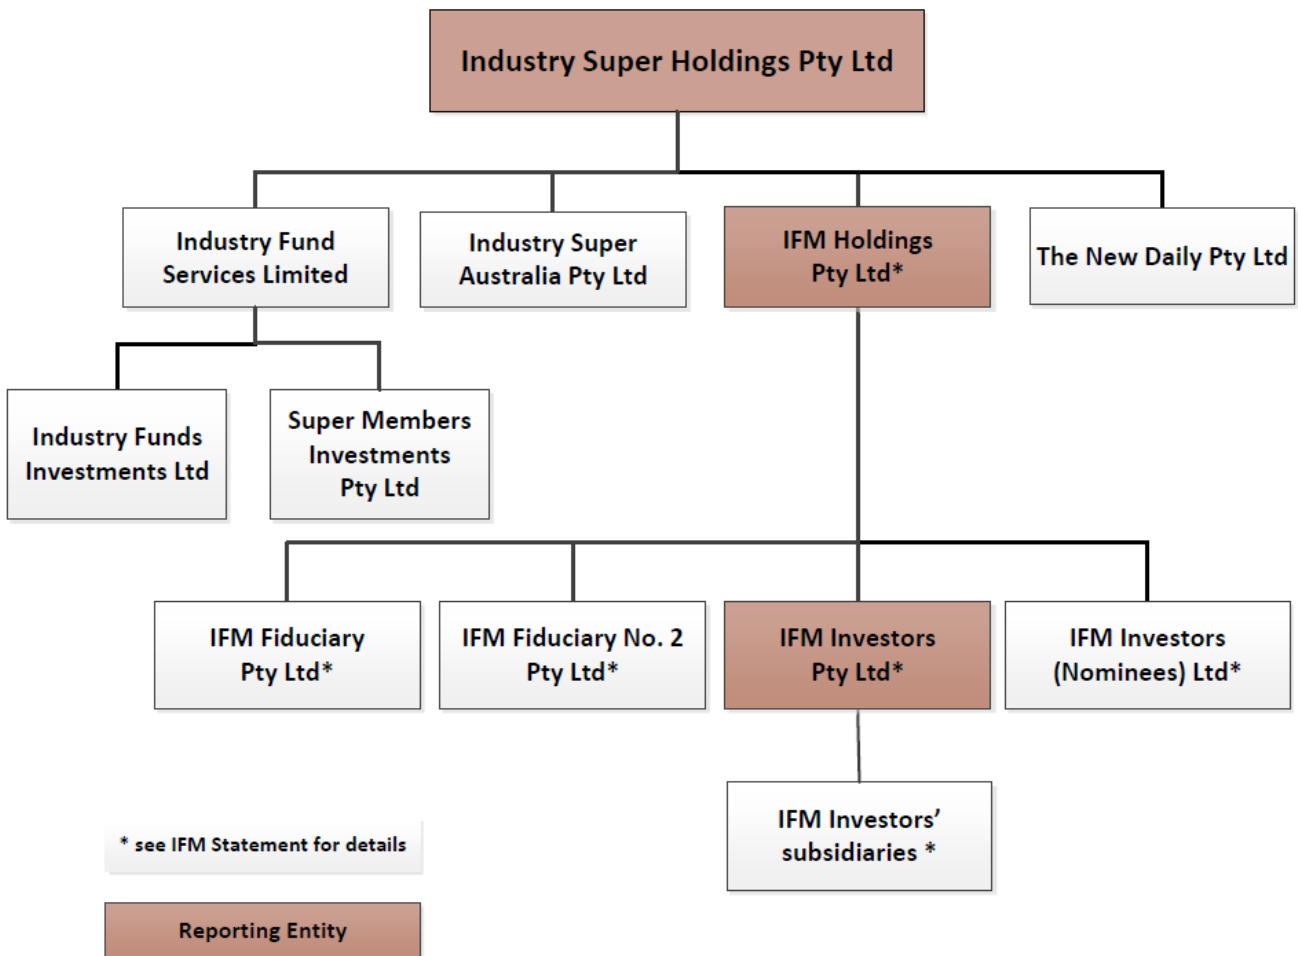 Industry Super Holdings Pty Ltd
Industry Fund
Services Limited
Industry Super
Australia Pty Ltd
IFM Holdings
Pty Ltd*
The New Daily Pty Ltd
Industry Funds
Investments Ltd
Super Members
Investments
Pty Ltd
IFM Fiduciary
Pty Ltd*
IFM Fiduciary No. 2
Pty Ltd*
IFM Investors
Pty Ltd*
IFM Investors
(Nominees) Ltd*
IFM Investors’
subsidiaries *
* see IFM Statement for details
Reporting Entity